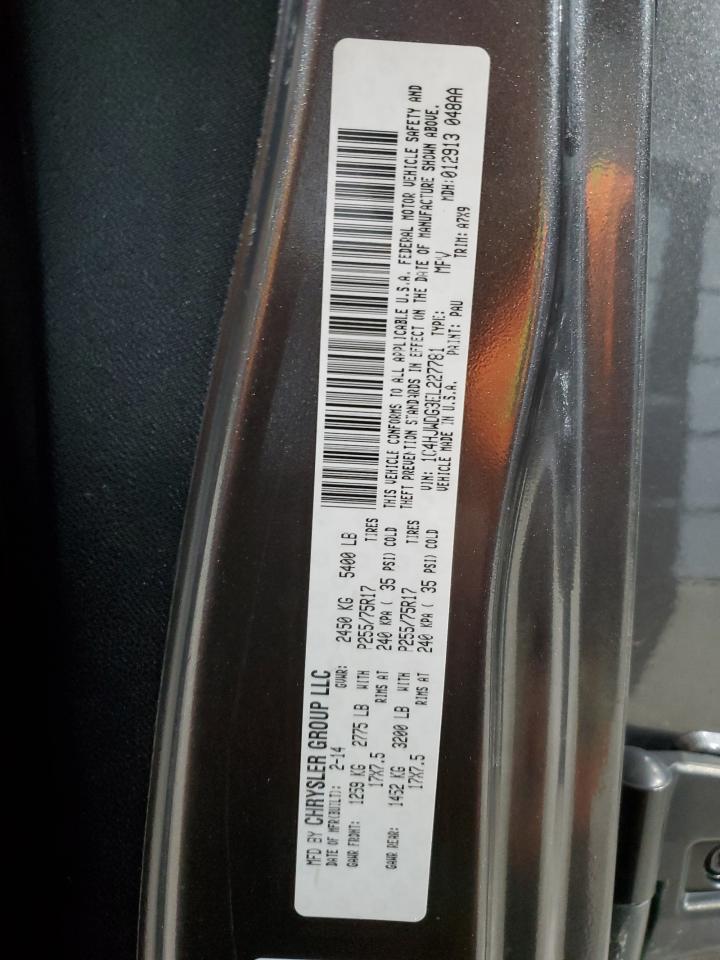 MFD BY CHRYSLER GROUP LLC
DATE OF MFR(BUILT): 2-14 GVWR: 2450 KG 5400 LB
GAWR FRONT: 1259 KG 2775 LB WITH P255/75R17 TIRES
17X7.5 RIMS AT 240 KPA ( 35 PSI) COLD
GAWR REAR: 1452 KG 3200 LB WITH P255/75R17 TIRES
17X7.5 RIMS AT 240 KPA ( 35 PSI) COLD
THIS VEHICLE CONFORMS TO ALL APPLICABLE U.S.A. FEDERAL MOTOR VEHICLE SAFETY AND
THEFT PREVENTION STANDARDS IN EFFECT ON THE DATE OF MANUFACTURE SHOWN ABOVE.
VIN: 1C4HJWDG3EL227781 TYPE: MPV MDH:012913 048AA
VEHICLE MADE IN U.S.A. PAINT: PAU TRIM: A7X9